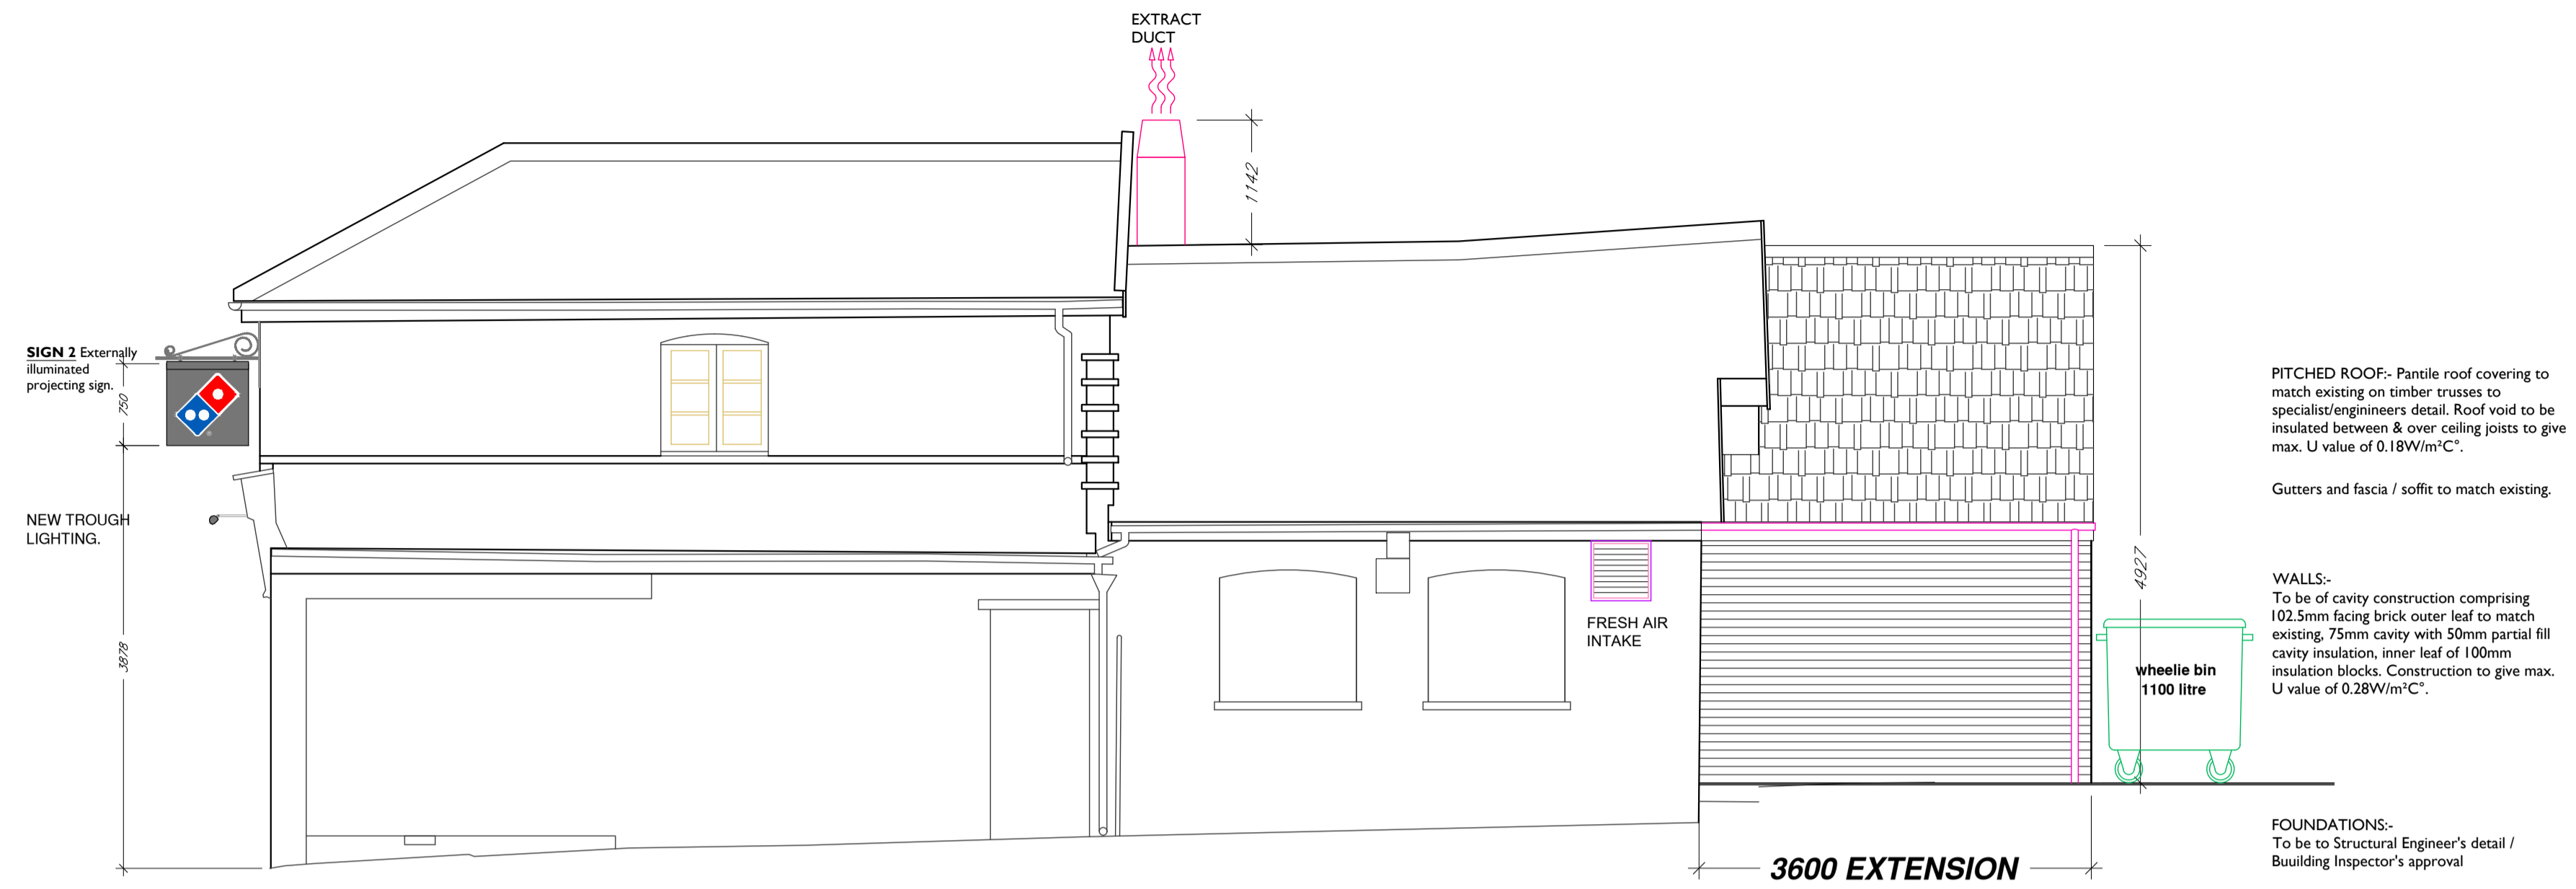 EXTRACT
DUCT
1142
SIGN 2 Externally
illuminated
projecting sign.
750
NEW TROUGH
LIGHTING.
3878
FRESH AIR
INTAKE
4927
wheelie bin
1100 litre
3600 EXTENSION
PITCHED ROOF:- Pantile roof covering to
match existing on timber trusses to
specialist/enginineers detail. Roof void to be
insulated between & over ceiling joists to give
max. U value of 0.18W/m²C°.
Gutters and fascia / soffit to match existing.
WALLS:-
To be of cavity construction comprising
102.5mm facing brick outer leaf to match
existing, 75mm cavity with 50mm partial fill
cavity insulation, inner leaf of 100mm
insulation blocks. Construction to give max.
U value of 0.28W/m²C°.
FOUNDATIONS:-
To be to Structural Engineer's detail /
Buuilding Inspector's approval